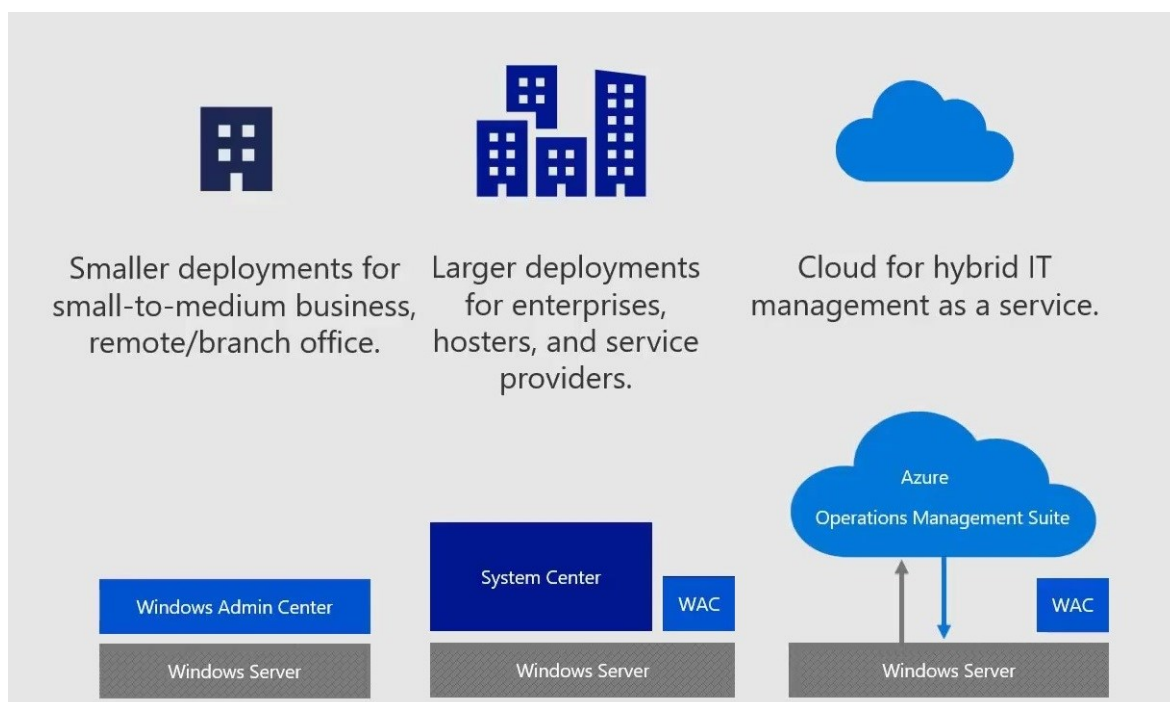 Smaller deployments for
small-to-medium business,
remote/branch office.
Larger deployments
for enterprises,
hosters, and service
providers.
Cloud for hybrid IT
management as a service.
Windows Admin Center
Windows Server
System Center
WAC
Windows Server
Azure
Operations Management Suite
WAC
Windows Server